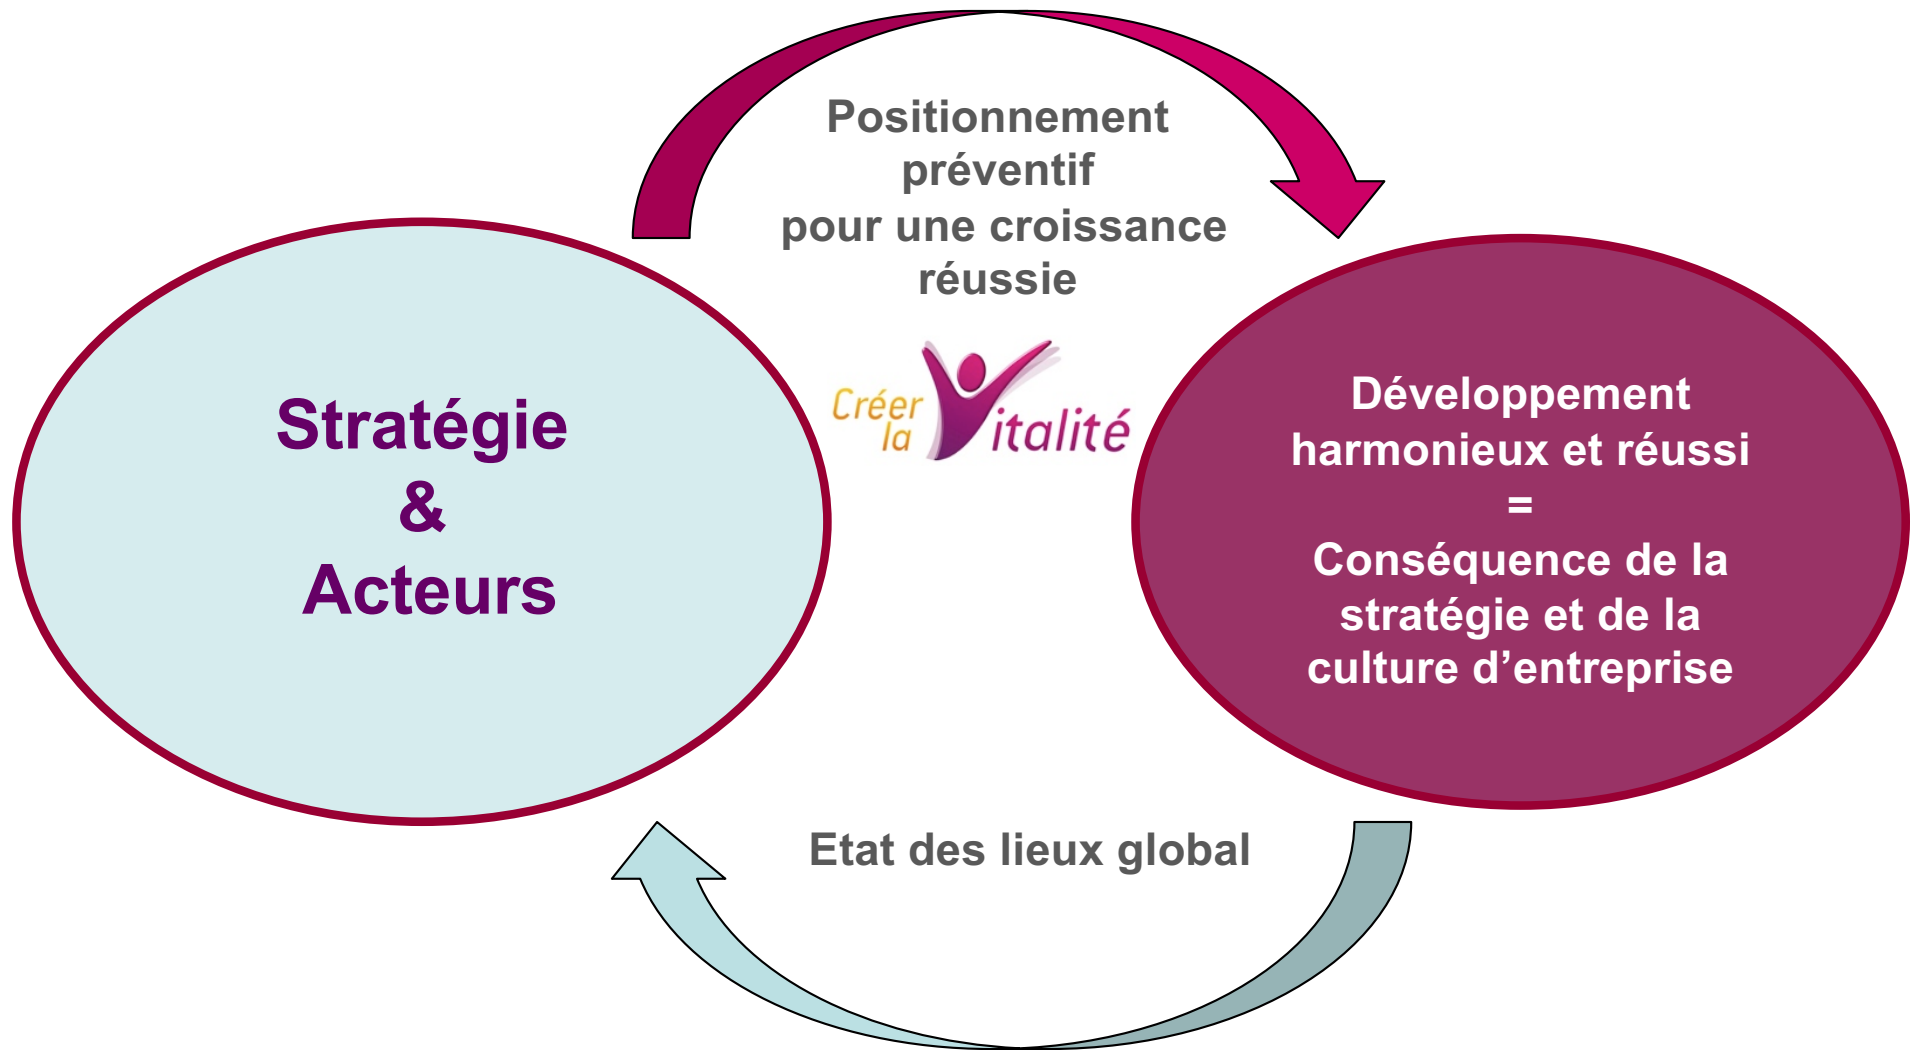 Positionnement
préventif
pour une croissance
réussie
Créer
la
Vitalité
Stratégie
&
Acteurs
Développement
harmonieux et réussi
=
Conséquence de la
stratégie et de la
culture d’entreprise
Etat des lieux global